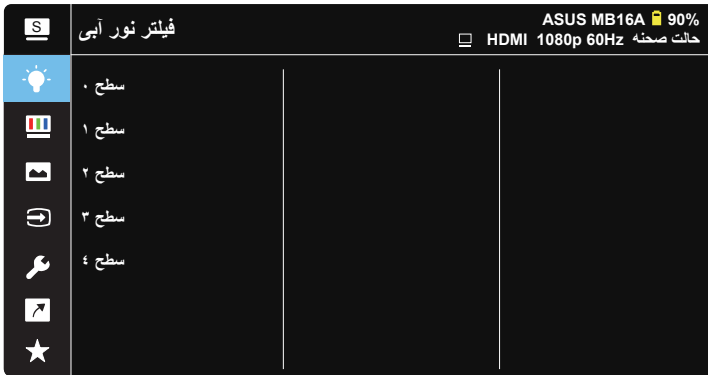 S
فیلتر نور آبی
ASUS MB16A 90%
حالت صحنه HDMI 1080p 60Hz
سطح ۰
سطح ۱
سطح ۲
سطح ۳
سطح ٤